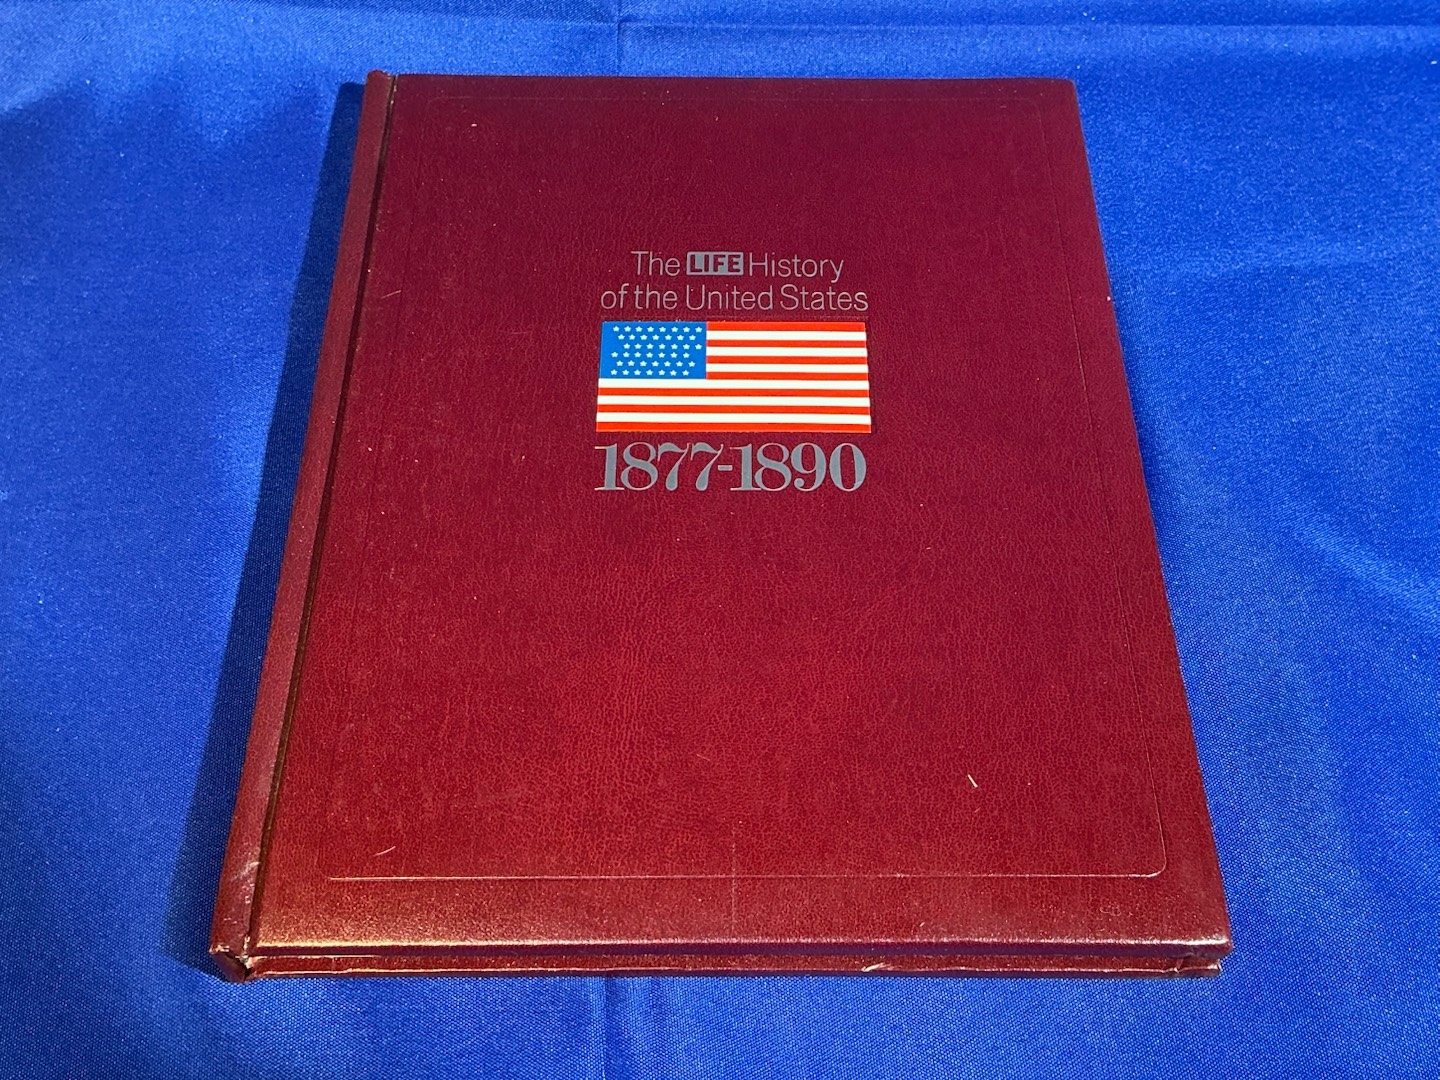 The LIFE History
of the United States
1877-1890